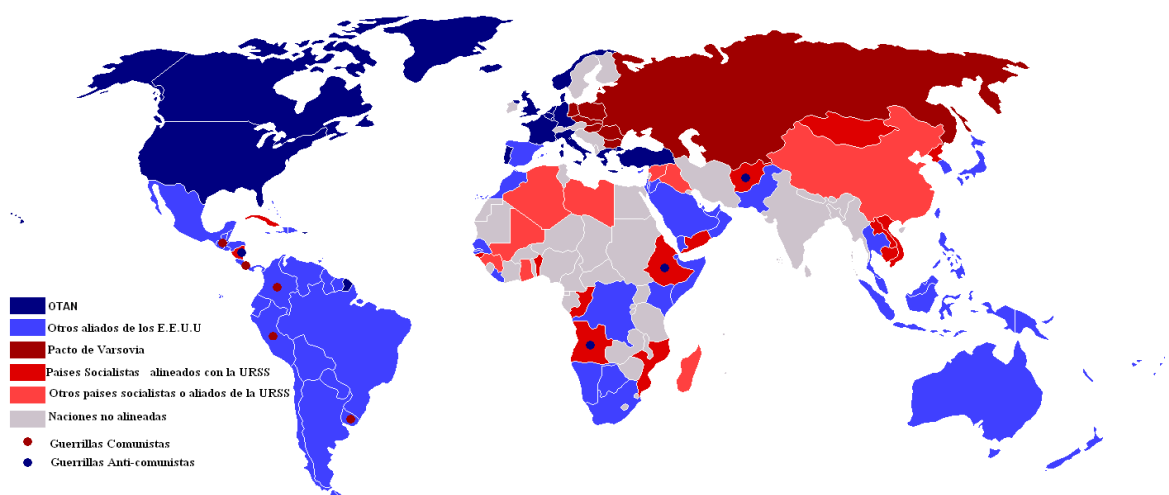 OTAN
Otros aliados de los E.E.U.U
Pacto de Varsovia
Paises Socialistas alineados con la URSS
Otros paises socialistas o aliados de la URSS
Naciones no alineadas
Guerrillas Comunistas
Guerrillas Anti-comunistas